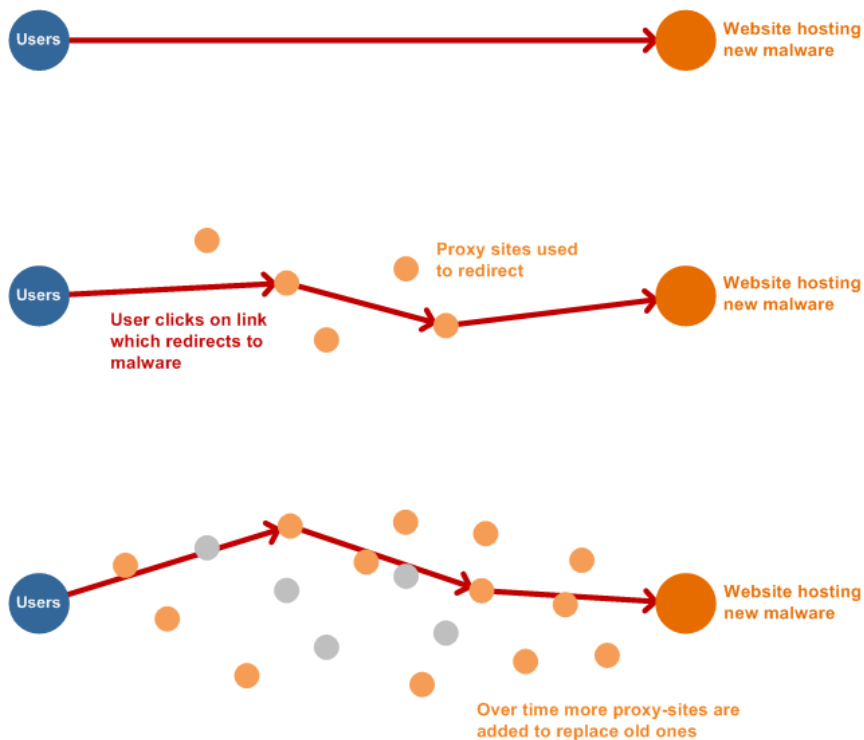 Users
Website hosting
new malware
Proxy sites used
to redirect
Users
Website hosting
new malware
User clicks on link
which redirects to
malware
Users
Website hosting
new malware
Over time more proxy-sites are
added to replace old ones